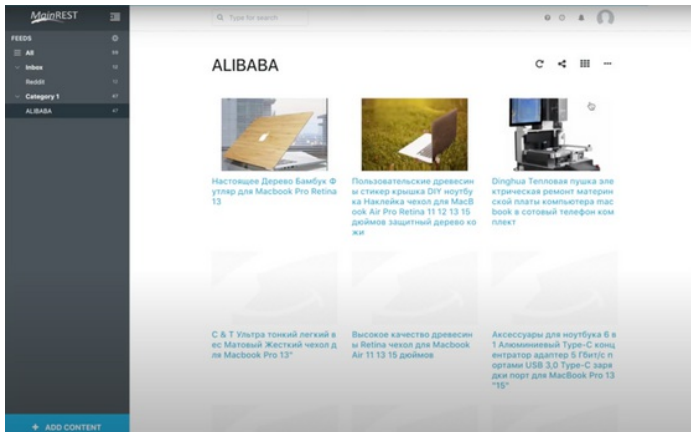 MainREST
Type for search
FEEDS
All
Inbox
Reddit
Category 1
47
ALIBABA
47
ALIBABA
Настоящее Дерево Бамбук Ф
утляр для Macbook Pro Retina
13
Пользовательские древесин
ы стикер крышка DIY ноутбу
ка Наклейка чехол для MacB
ook Air Pro Retina 11 12 13 15
дюймов защитный дерево ко
жи
Dinghua Тепловая пушка эле
ктрическая ремонт материн
ской платы компьютера mac
book в сотовый телефон ком
плект
С & Т Ультра тонкий легкий в
ес Матовый Жесткий чехол д
ля Macbook Pro 13"
Высокое качество древесин
ы Retina чехол для Macbook
Air 11 13 15 дюймов
Аксессуары для ноутбука 6 в
1 Алюминиевый Type-C конц
ентратор адаптер 5 Гбит/с п
ортами USB 3,0 Type-C заря
дки порт для MacBook Pro 13
"15"
+ ADD CONTENT